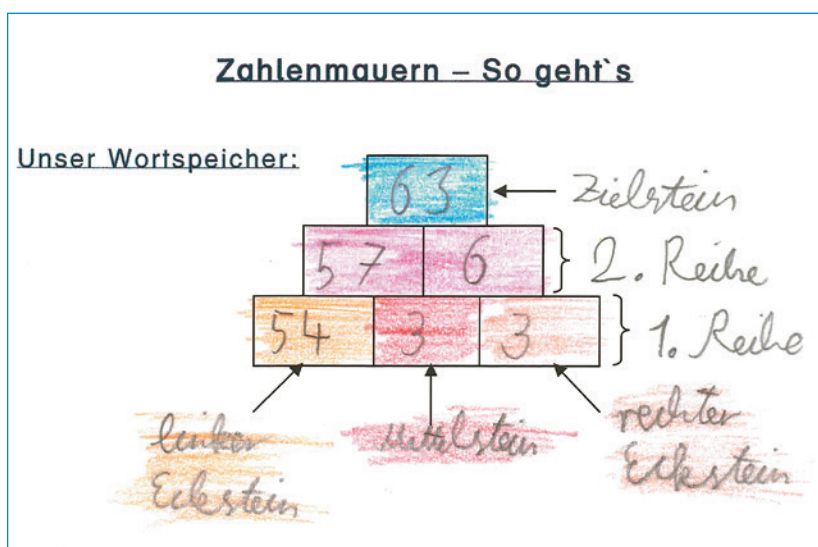 Zahlenmauern – So geht`s
Unser Wortspeicher:
63
Zielstein
57 6
2. Reihe
54 3 3
1. Reihe
linker
Eckstein
Mittelstein
rechter
Eckstein